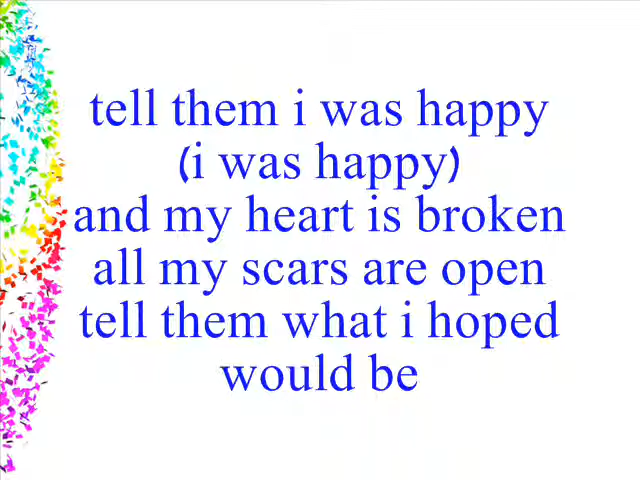 tell them i was happy
(i was happy)
and my heart is broken
all my scars are open
tell them what i hoped
would be